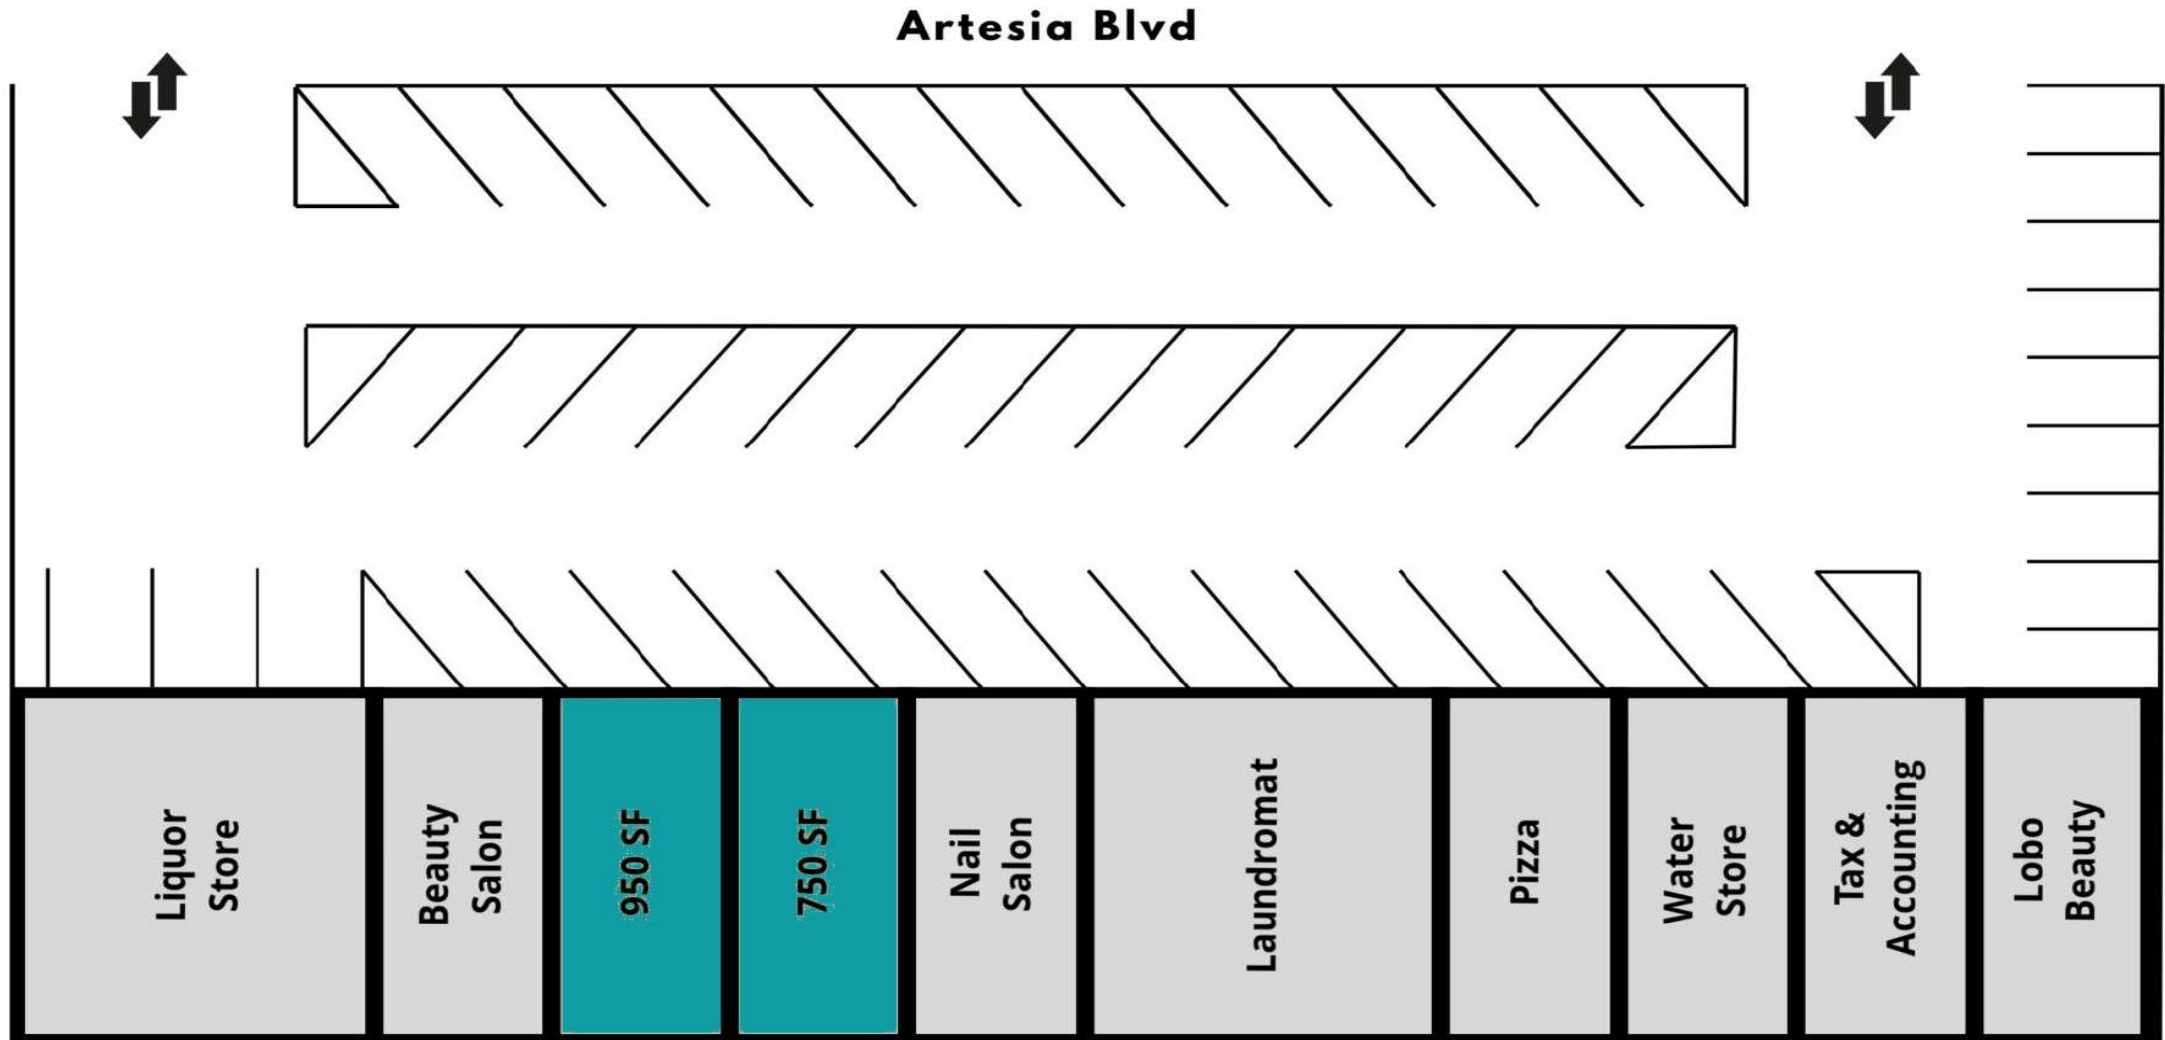 Artesia Blvd
Liquor
Store
Beauty
Salon
950 SF
750 SF
Nail
Salon
Laundromat
Pizza
Water
Store
Tax &
Accounting
Lobo
Beauty